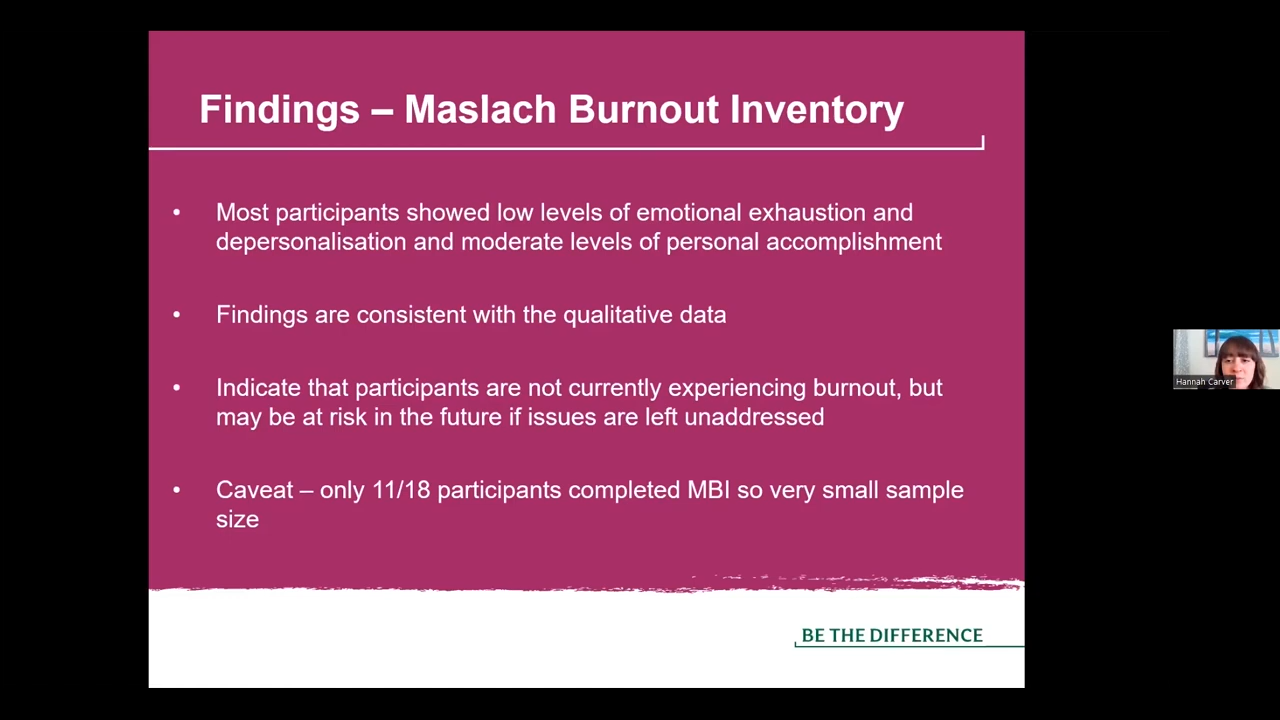 Findings – Maslach Burnout Inventory
• Most participants showed low levels of emotional exhaustion and
depersonalisation and moderate levels of personal accomplishment
• Findings are consistent with the qualitative data
• Indicate that participants are not currently experiencing burnout, but
may be at risk in the future if issues are left unaddressed
• Caveat – only 11/18 participants completed MBI so very small sample
size
Hannah Carver
BE THE DIFFERENCE